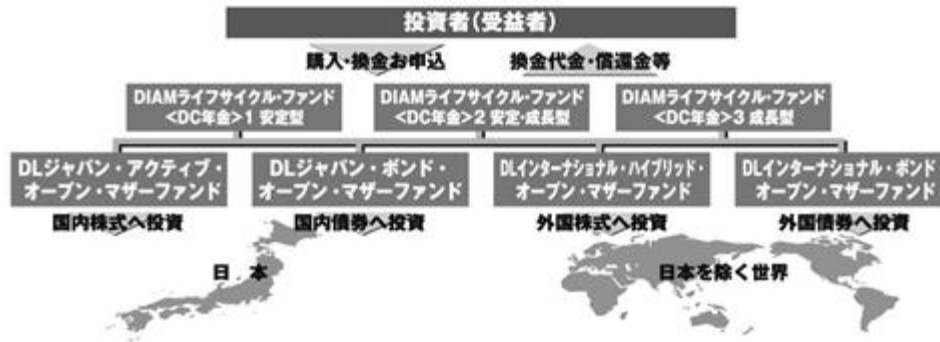 投資者(受益者)
購入・換金お申込
換金代金・償還金等
DIAMライフサイクル・ファンド
<DC年金>1 安定型
DIAMライフサイクル・ファンド
<DC年金>2 安定・成長型
DIAMライフサイクル・ファンド
<DC年金>3 成長型
DLジャパン・アクティブ・
オープン・マザーファンド
DLジャパン・ボンド・
オープン・マザーファンド
DLインターナショナル・ハイブリッド・
オープン・マザーファンド
DLインターナショナル・ボンド・
オープン・マザーファンド
国内株式へ投資
国内債券へ投資
外国株式へ投資
外国債券へ投資
日 本
日本を除く世界